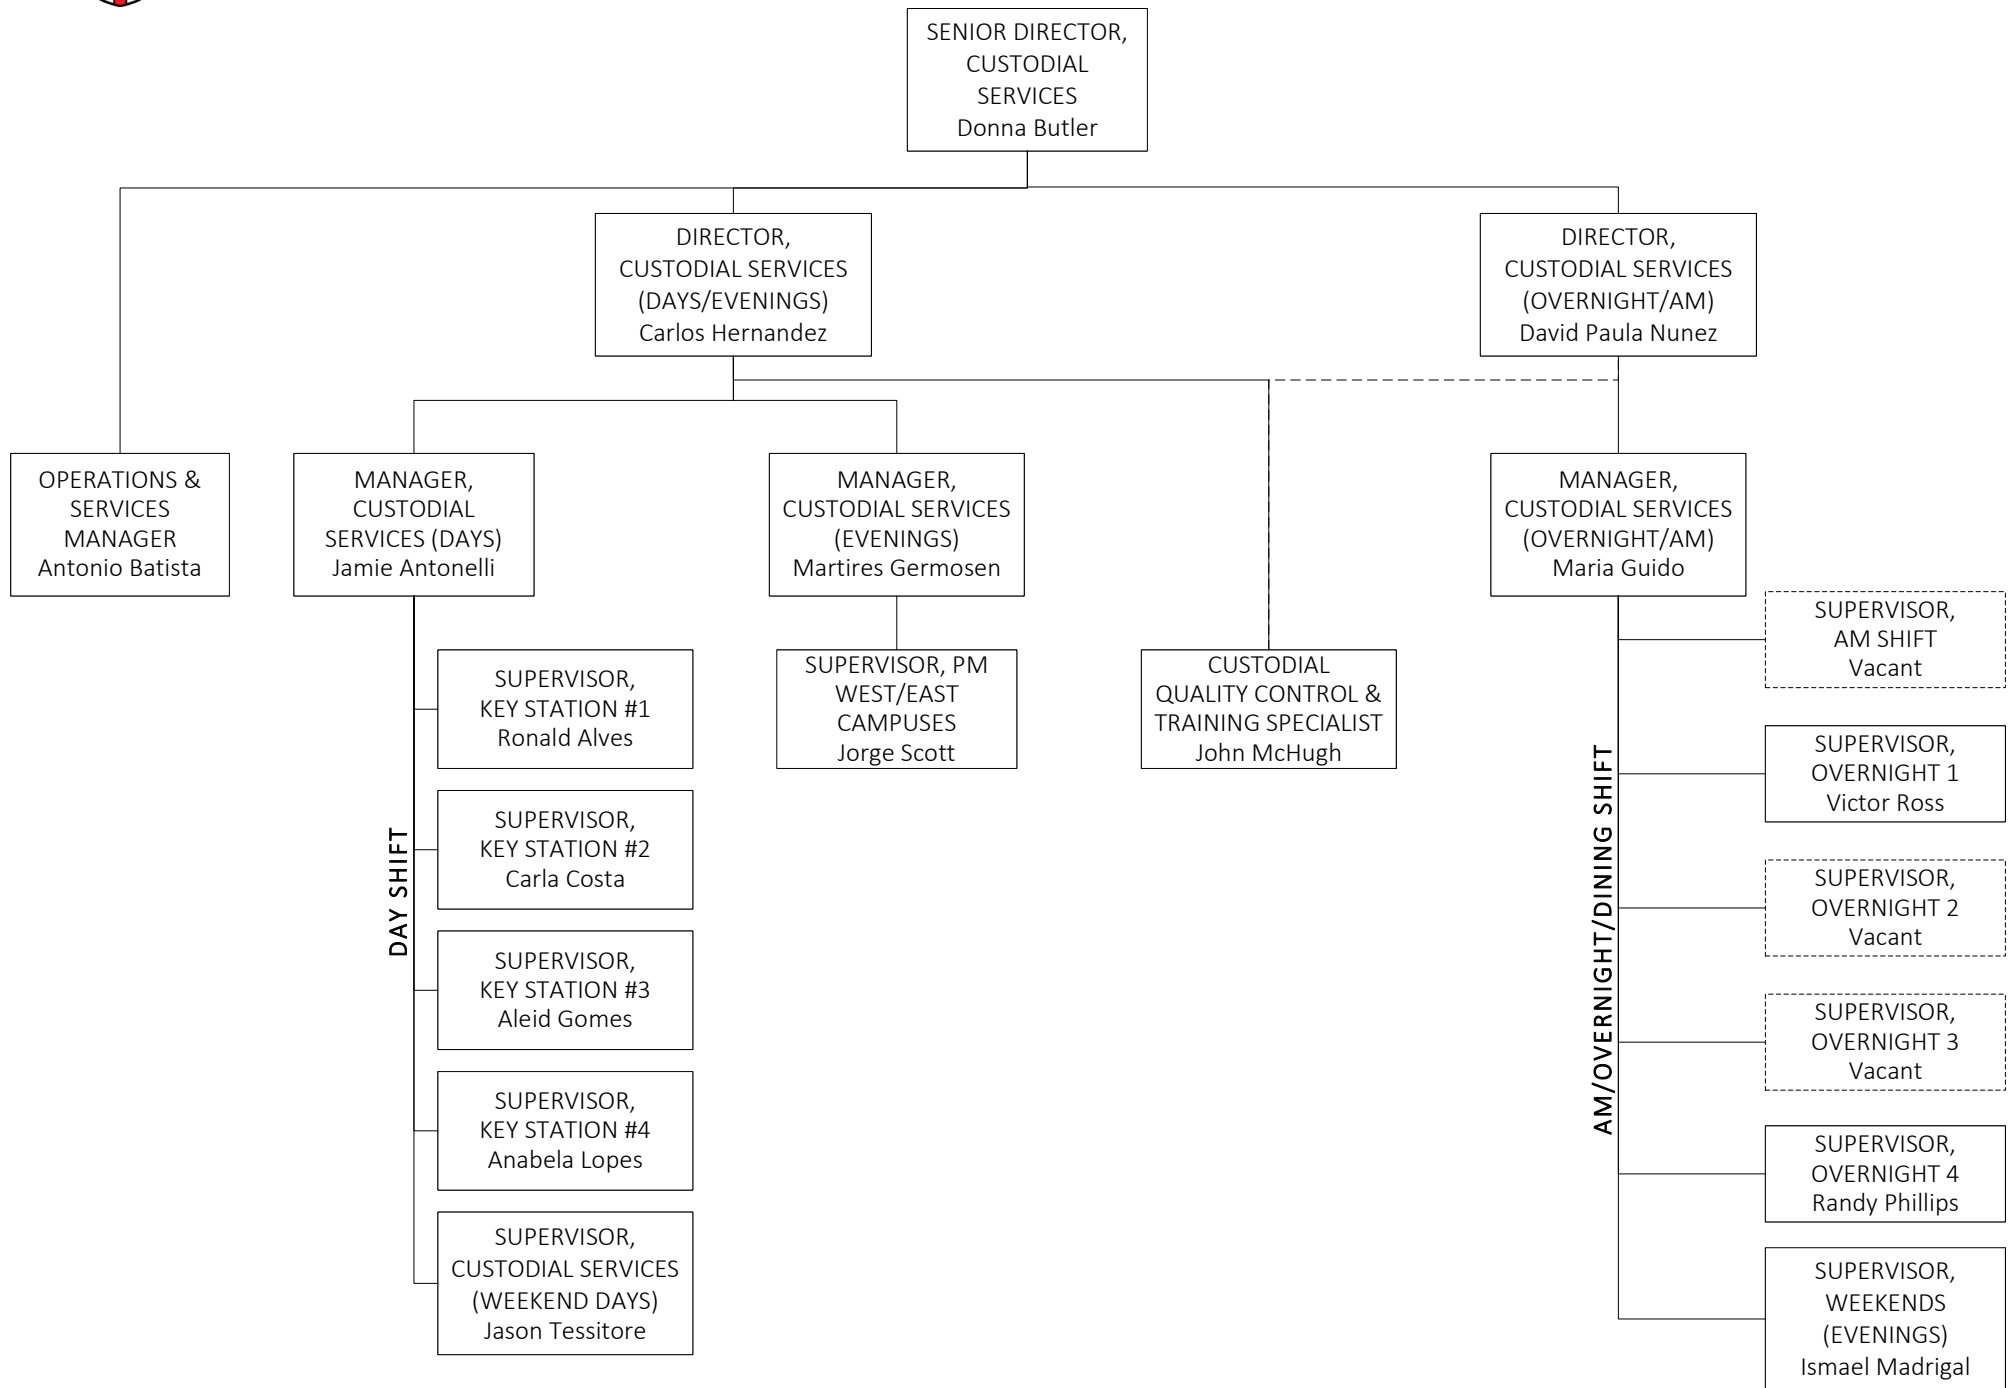 SENIOR DIRECTOR,
CUSTODIAL
SERVICES
Donna Butler
DIRECTOR,
CUSTODIAL SERVICES
(DAYS/EVENINGS)
Carlos Hernandez
DIRECTOR,
CUSTODIAL SERVICES
(OVERNIGHT/AM)
David Paula Nunez
OPERATIONS &
SERVICES
MANAGER
Antonio Batista
MANAGER,
CUSTODIAL
SERVICES (DAYS)
Jamie Antonelli
MANAGER,
CUSTODIAL SERVICES
(EVENINGS)
Martires Germosen
MANAGER,
CUSTODIAL SERVICES
(OVERNIGHT/AM)
Maria Guido
DAY SHIFT
SUPERVISOR,
KEY STATION #1
Ronald Alves
SUPERVISOR,
KEY STATION #2
Carla Costa
SUPERVISOR,
KEY STATION #3
Aleid Gomes
SUPERVISOR,
KEY STATION #4
Anabela Lopes
SUPERVISOR,
CUSTODIAL SERVICES
(WEEKEND DAYS)
Jason Tessitore
SUPERVISOR, PM
WEST/EAST
CAMPUSES
Jorge Scott
CUSTODIAL
QUALITY CONTROL &
TRAINING SPECIALIST
John McHugh
AM/OVERNIGHT/DINING SHIFT
SUPERVISOR,
AM SHIFT
Vacant
SUPERVISOR,
OVERNIGHT 1
Victor Ross
SUPERVISOR,
OVERNIGHT 2
Vacant
SUPERVISOR,
OVERNIGHT 3
Vacant
SUPERVISOR,
OVERNIGHT 4
Randy Phillips
SUPERVISOR,
WEEKENDS
(EVENINGS)
Ismael Madrigal